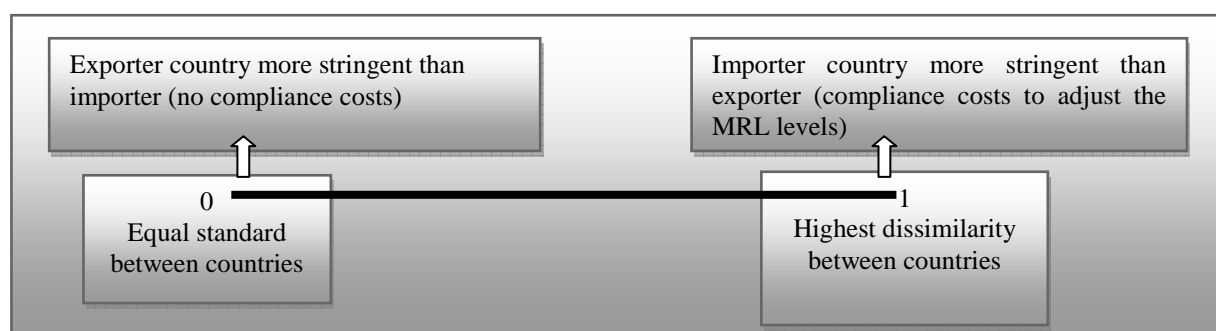 Exporter country more stringent than
importer (no compliance costs)
Importer country more stringent than
exporter (compliance costs to adjust the
MRL levels)
0
Equal standard
between countries
1
Highest dissimilarity
between countries